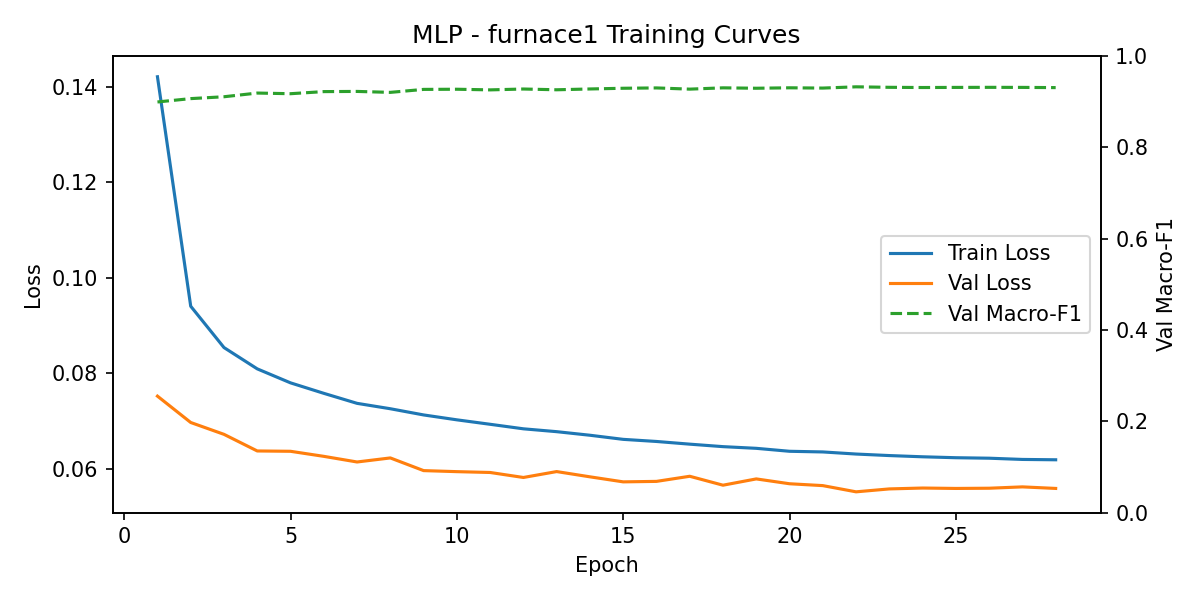 MLP - furnace1 Training Curves
0.14
0.12
0.10
0.08
0.06
Loss
1.0
0.8
0.6
0.4
0.2
0.0
Val Macro-F1
Train Loss
Val Loss
Val Macro-F1
0
5
10
15
20
25
Epoch